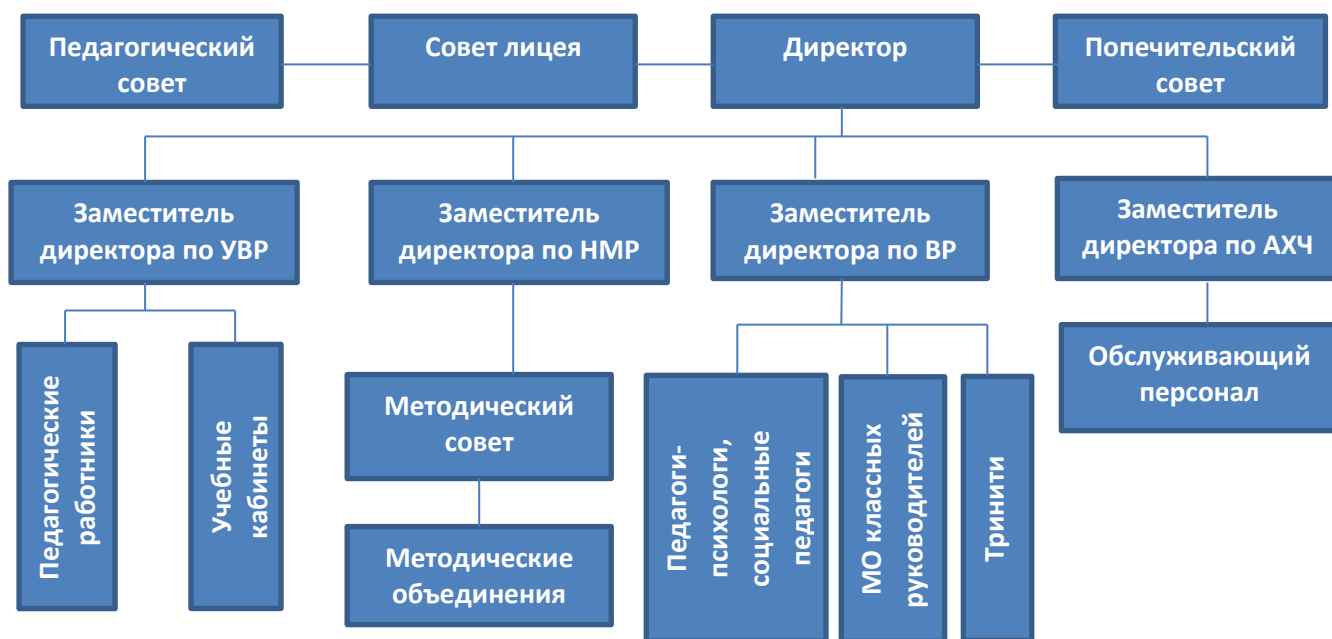 Педагогический
совет
Совет лицея
Директор
Попечительский
совет
Заместитель
директора по УВР
Заместитель
директора по НМР
Заместитель
директора по ВР
Заместитель
директора по АХЧ
Педагогические
работники
Учебные
кабинеты
Методический
совет
Методические
объединения
Педагоги-
психологи,
социальные
педагоги
МО классных
руководителей
Тринити
Обслуживающий
персонал